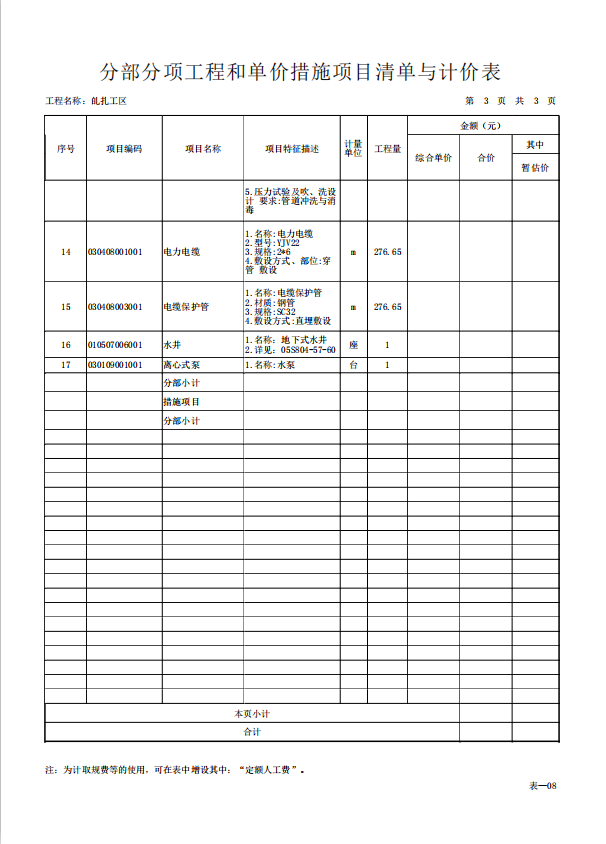 分部分项工程和单价措施项目清单与计价表
工程名称：癿扎工区 第 3 页 共 3 页
序号 项目编码 项目名称 项目特征描述 计量单位 工程量 金额（元）
综合单价 合价 其中
暂估价
5.压力试验及吹、洗设
计 要求:管道冲洗与消
毒
14 030408001001 电力电缆 1.名称:电力电缆
2.型号:YJV22
3.规格:2*6
4.敷设方式、部位:穿
管 敷设
m 276.65
15 030408003001 电缆保护管 1.名称:电缆保护管
2.材质:钢管
3.规格:SC32
4.敷设方式:直埋敷设
m 276.65
16 010507006001 水井 1.名称: 地下式水井
2.详见: 05S804-57-60
座 1
17 030109001001 离心式泵 1.名称:水泵 台 1
分部小计
措施项目
分部小计
本页小计
合计
注：为计取规费等的使用，可在表中增设其中：“定额人工费”。
表—08